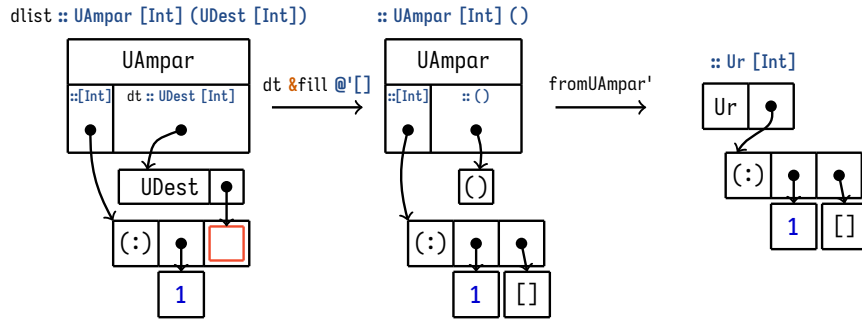 dlist :: UAmpar [Int] (UDest [Int])
UAmpar
::[Int]
dt :: UDest [Int]
UDest
(:)
1
dt &fill @'[]
:: UAmpar [Int] ()
UAmpar
::[Int]
:: ()
()
(:)
1
[]
fromUAmpar'
:: Ur [Int]
Ur
(:)
1
[]